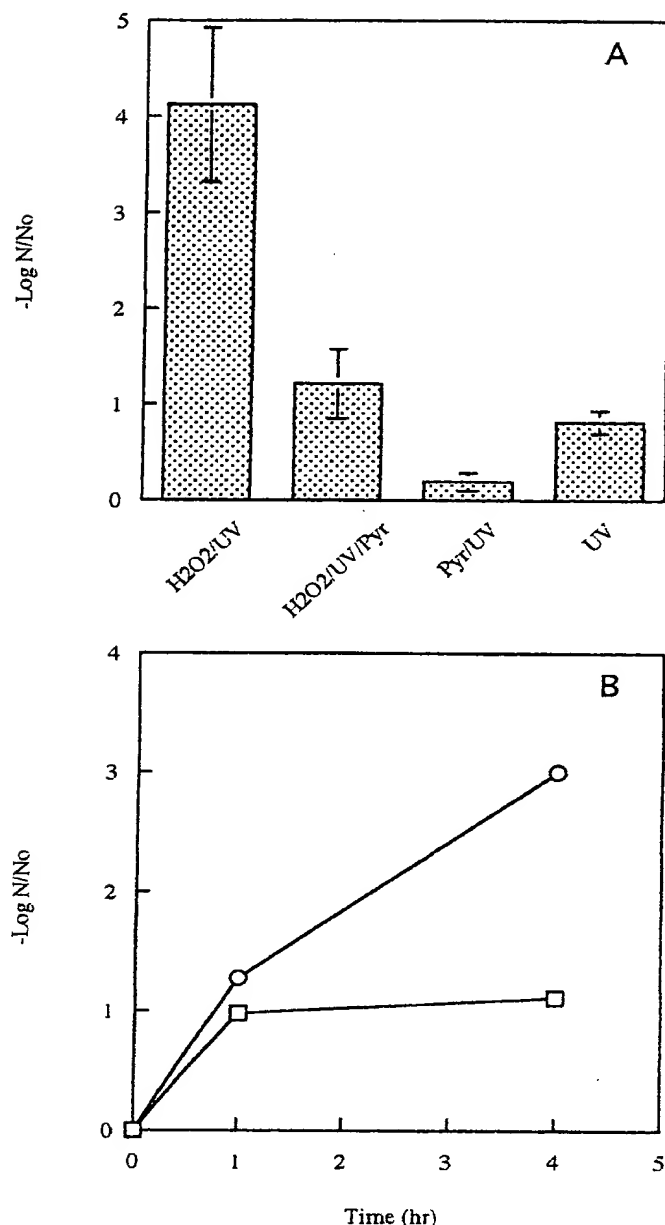 A
5
4
3
2
1
0
-Log N/No
H2O2/UV
H2O2/UV/Pyr
Pyr/UV
UV
B
4
3
2
1
0
-Log N/No
0 1 2 3 4 5
Time (hr)